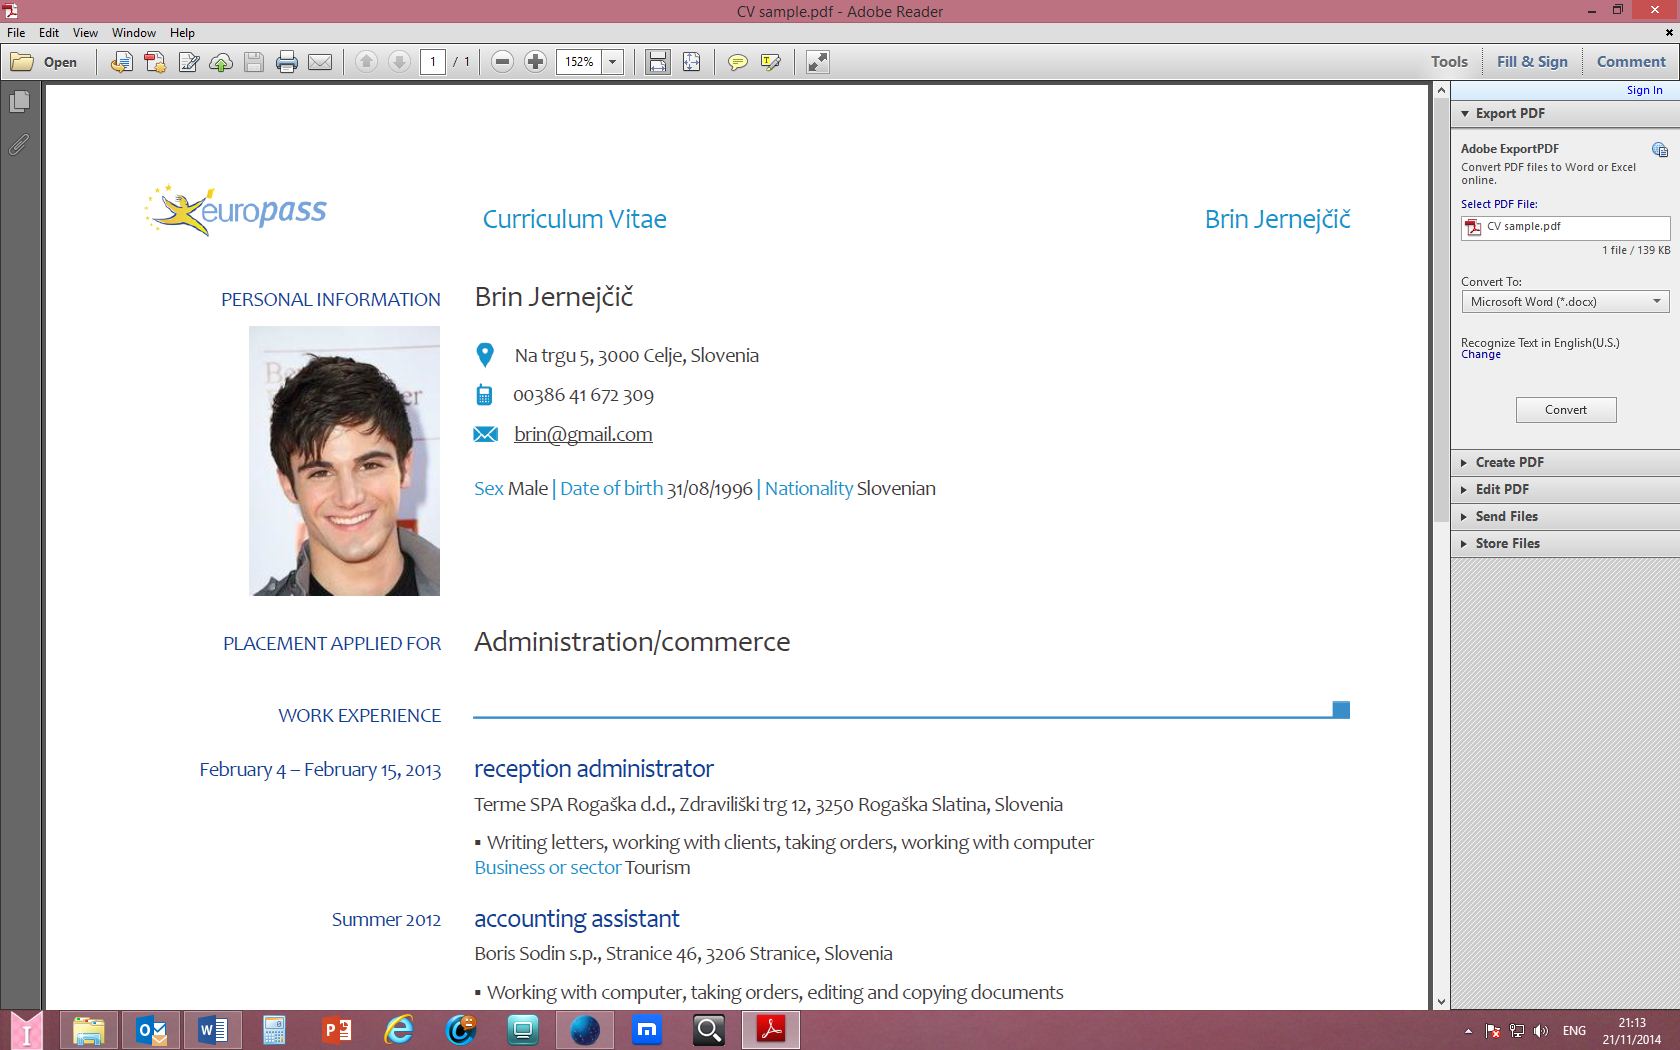 CV sample.pdf - Adobe Reader
File Edit View Window Help
Open 1 / 1 152% Tools Fill & Sign Comment
Sign In
Export PDF
Adobe ExportPDF
Convert PDF files to Word or Excel
online.
Select PDF File:
CV sample.pdf
1 file / 139 KB
Convert To:
Microsoft Word (*.docx)
Recognize Text in English(U.S.)
Change
Convert
Create PDF
Edit PDF
Send Files
Store Files
europass
Curriculum Vitae
Brin Jernejčič
PERSONAL INFORMATION
Brin Jernejčič
Na trgu 5, 3000 Celje, Slovenia
00386 41 672 309
brin@gmail.com
Sex Male | Date of birth 31/08/1996 | Nationality Slovenian
PLACEMENT APPLIED FOR
Administration/commerce
WORK EXPERIENCE
February 4 – February 15, 2013
reception administrator
Terme SPA Rogaška d.d., Zdraviliški trg 12, 3250 Rogaška Slatina, Slovenia
▪ Writing letters, working with clients, taking orders, working with computer
Business or sector Tourism
Summer 2012
accounting assistant
Boris Sodin s.p., Stranice 46, 3206 Stranice, Slovenia
▪ Working with computer, taking orders, editing and copying documents
ENG
21:13
21/11/2014